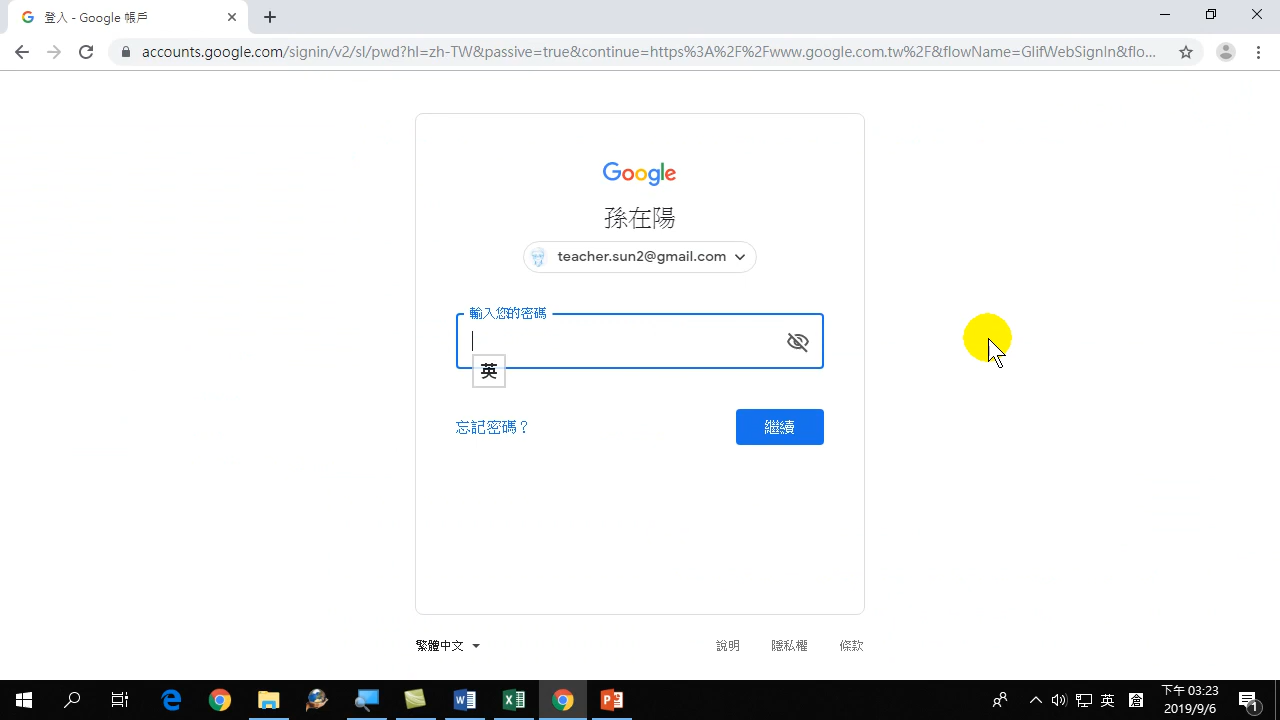 登入 - Google 帳戶
accounts.google.com/signin/v2/sl/pwd?hl=zh-TW&passive=true&continue=https%3A%2F%2Fwww.google.com.tw%2F&flowName=GlifWebSignIn&flo...
Google
孫在陽
teacher.sun2@gmail.com
輸入您的密碼
英
忘記密碼？
繼續
繁體中文
說明
隱私權
條款
英
倉
下午 03:23
2019/9/6
1